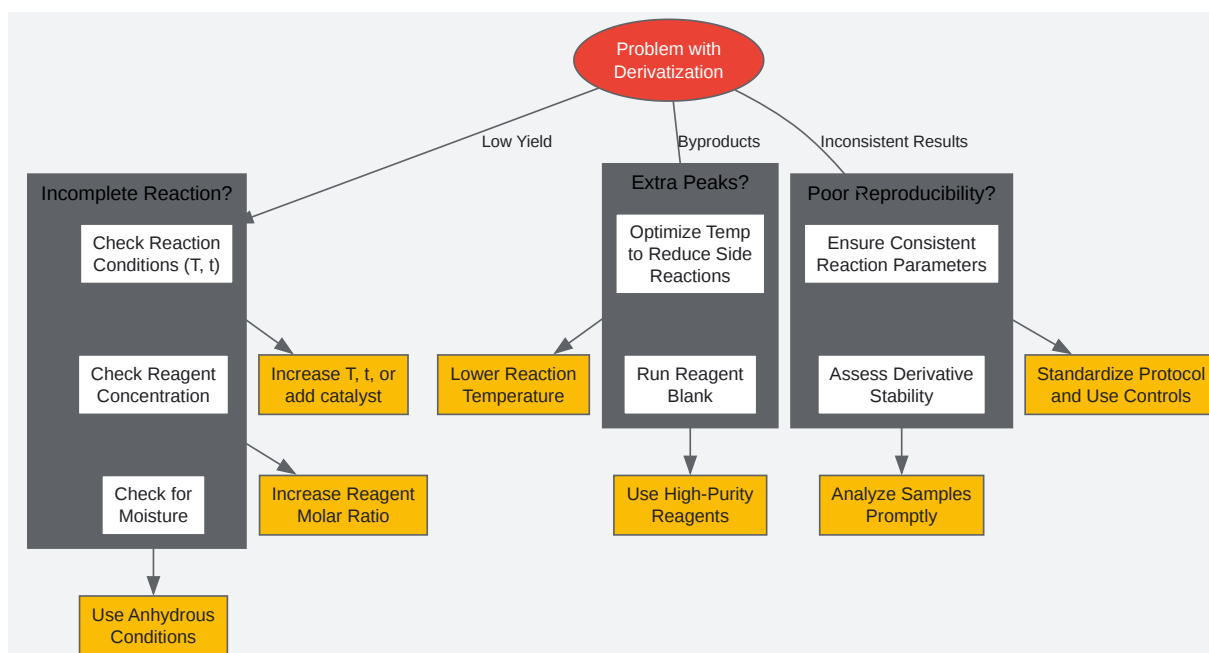 Problem with
Derivatization
Low Yield
Byproducts
Inconsistent Results
Incomplete Reaction?
Check Reaction
Conditions (T, t)
Check Reagent
Concentration
Check for
Moisture
Increase T, t, or
add catalyst
Increase Reagent
Molar Ratio
Use Anhydrous
Conditions
Extra Peaks?
Optimize Temp
to Reduce Side
Reactions
Run Reagent
Blank
Lower Reaction
Temperature
Use High-Purity
Reagents
Poor Reproducibility?
Ensure Consistent
Reaction Parameters
Assess Derivative
Stability
Standardize Protocol
and Use Controls
Analyze Samples
Promptly